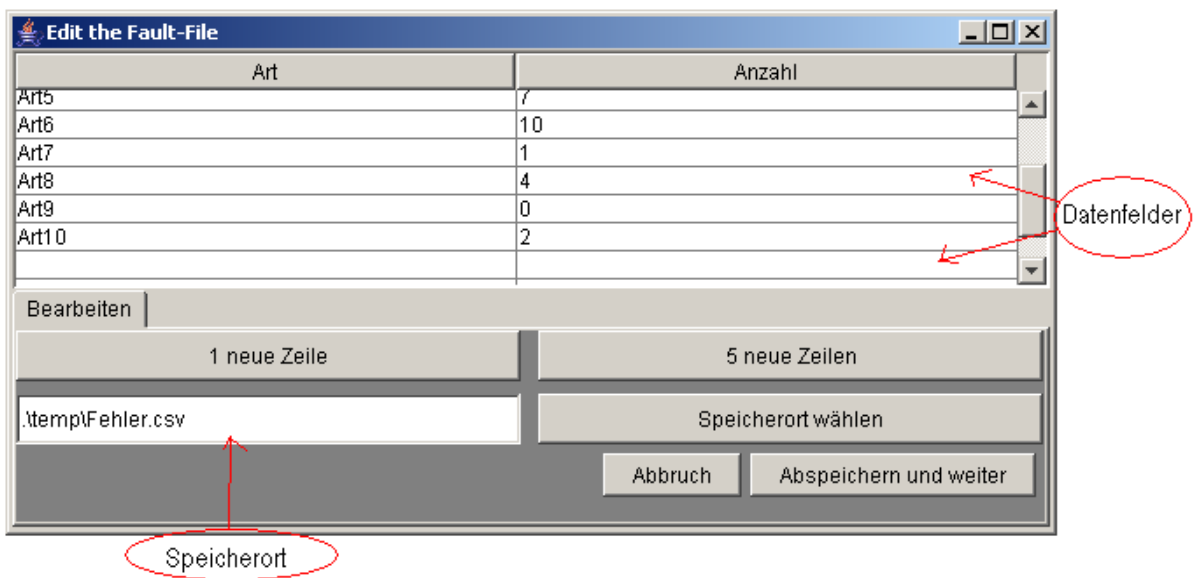 Edit the Fault-File
Art Anzahl
Art5 7
Art6 10
Art7 1
Art8 4
Art9 0
Art10 2
Datenfelder
Bearbeiten
1 neue Zeile 5 neue Zeilen
.\temp\Fehler.csv Speicherort wählen
Abbruch Abspeichern und weiter
Speicherort